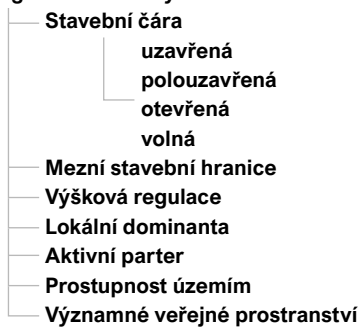 Stavební čára
uzavřená
polouzavřená
otevřená
volná
Mezní stavební hranice
Výšková regulace
Lokální dominanta
Aktivní parter
Prostupnost územím
Významné veřejné prostranství